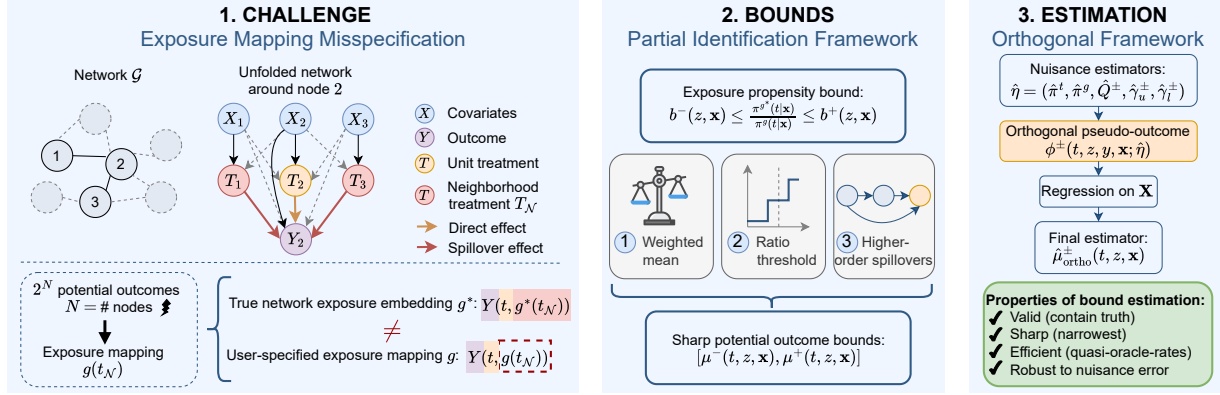 1. CHALLENGE
Exposure Mapping Misspecification
Network 𝒢
1
2
3
Unfolded network
around node 2
X₁
X₂
X₃
T₁
T₂
T₃
Y₂
X Covariates
Y Outcome
T Unit treatment
T Neighborhood
treatment T_𝒩
Direct effect
Spillover effect
2^N potential outcomes
N = # nodes
Exposure mapping
g(t_𝒩)
True network exposure embedding g*: Y(t, g*(t_𝒩))
≠
User-specified exposure mapping g: Y(t, g(t_𝒩))
2. BOUNDS
Partial Identification Framework
Exposure propensity bound:
b⁻(z, x) ≤ π^{g*}(t|x) / π^g(t|x) ≤ b⁺(z, x)
1 Weighted
mean
2 Ratio
threshold
3 Higher-
order spillovers
Sharp potential outcome bounds:
[μ⁻(t, z, x), μ⁺(t, z, x)]
3. ESTIMATION
Orthogonal Framework
Nuisance estimators:
η̂ = (π̂^t, π̂^g, Q̂^±, γ̂_u^±, γ̂_l^±)
Orthogonal pseudo-outcome
ϕ^±(t, z, y, x; η̂)
Regression on X
Final estimator:
μ̂^±_ortho(t, z, x)
Properties of bound estimation:
✔ Valid (contain truth)
✔ Sharp (narrowest)
✔ Efficient (quasi-oracle-rates)
✔ Robust to nuisance error